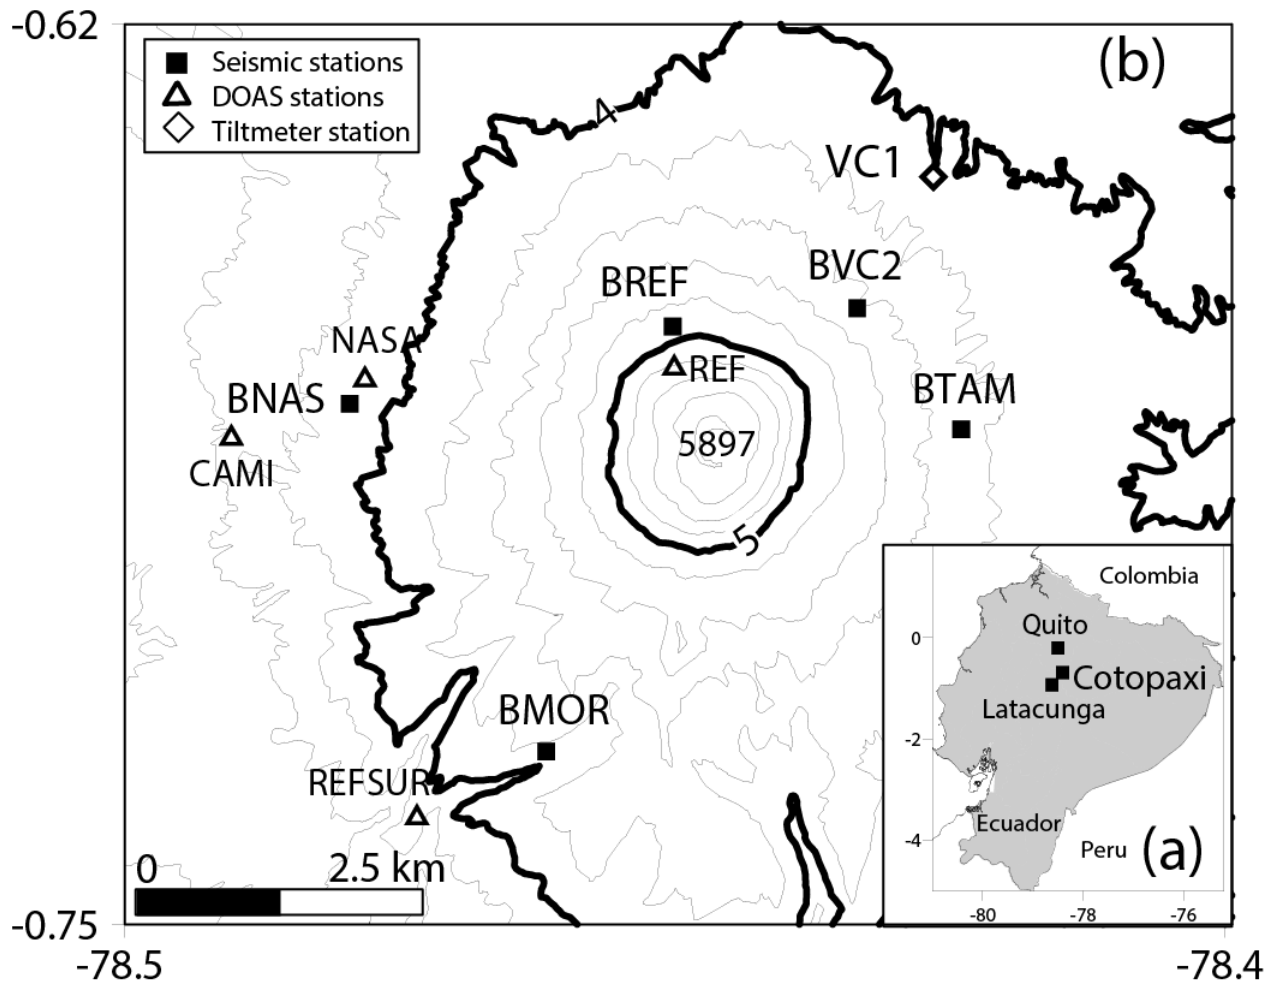 -0.62
(b)
Seismic stations
DOAS stations
Tiltmeter station
4
VC1
BVC2
BREF
NASA
REF
BTAM
BNAS
5897
CAMI
5
Colombia
Quito
0
Cotopaxi
Latacunga
-2
BMOR
REFSUR
Ecuador
-4
Peru
(a)
0
2.5 km
-80
-78
-76
-0.75
-78.5
-78.4